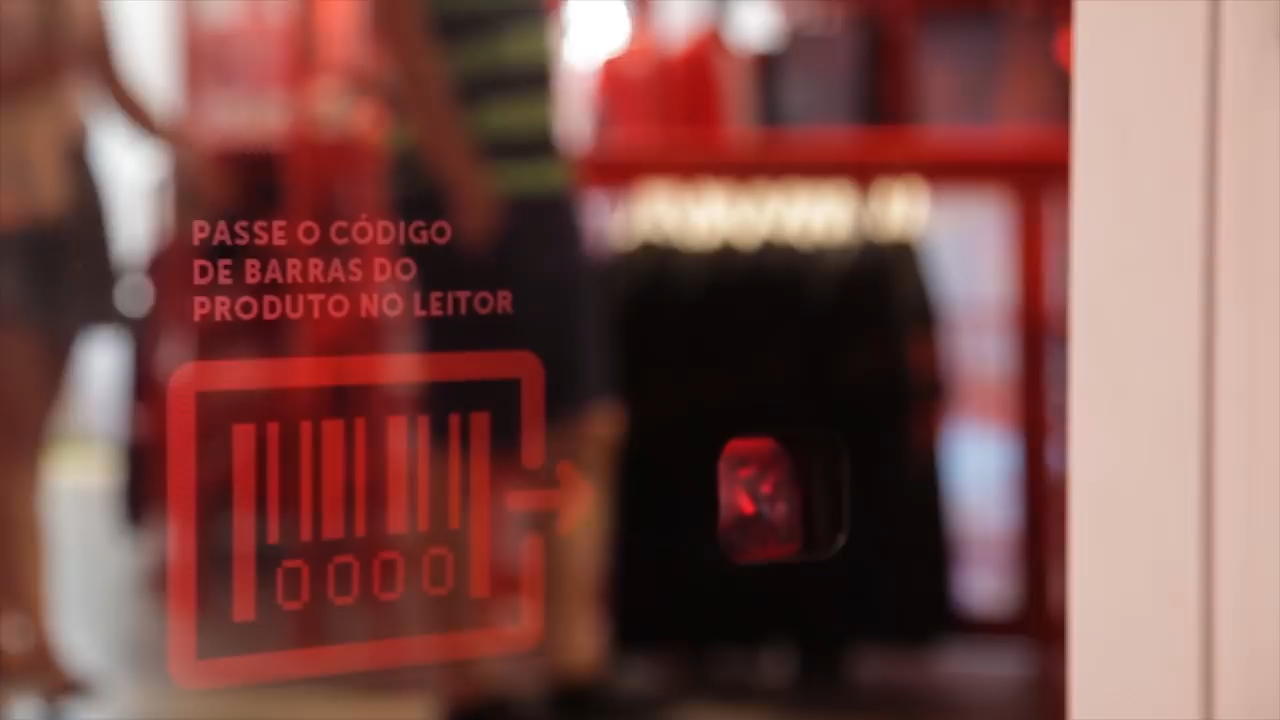 PASSE O CÓDIGO
DE BARRAS DO
PRODUTO NO LEITOR
0000